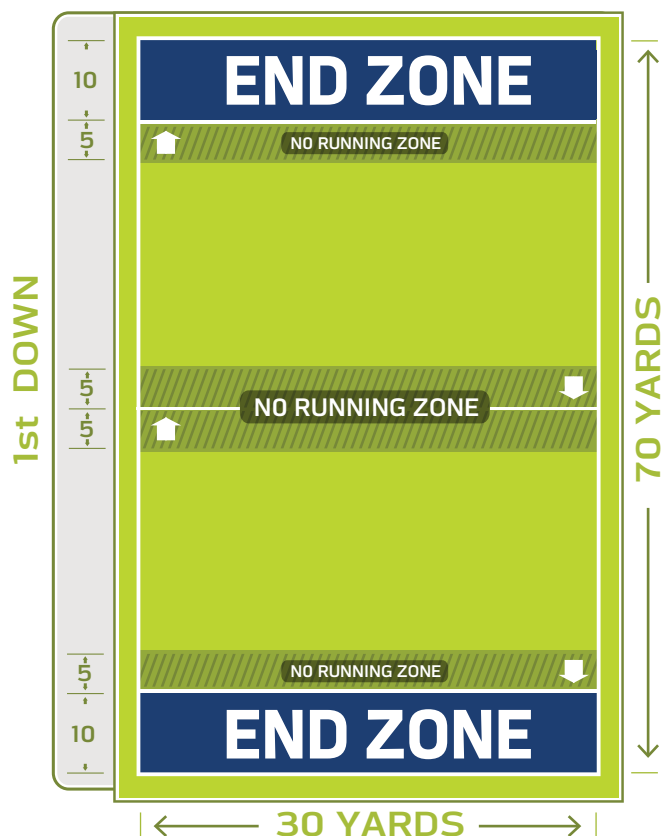 END ZONE
10
5
NO RUNNING ZONE
1st DOWN
70 YARDS
5
NO RUNNING ZONE
5
5
NO RUNNING ZONE
10
END ZONE
30 YARDS